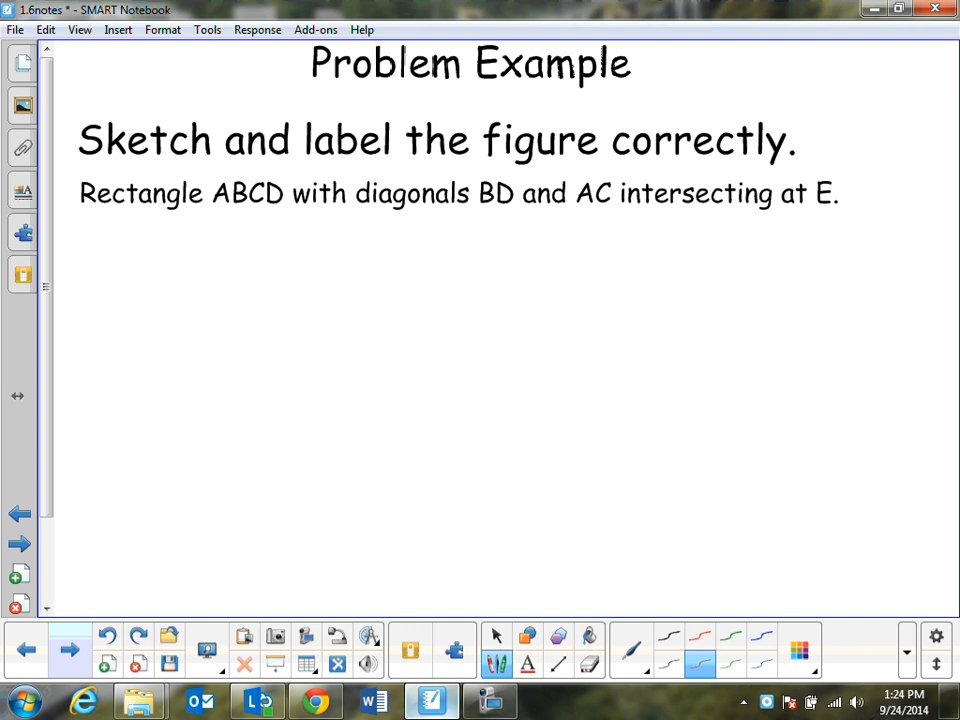 1.6notes * - SMART Notebook
File Edit View Insert Format Tools Response Add-ons Help
Problem Example
Sketch and label the figure correctly.
Rectangle ABCD with diagonals BD and AC intersecting at E.
1:24 PM
9/24/2014